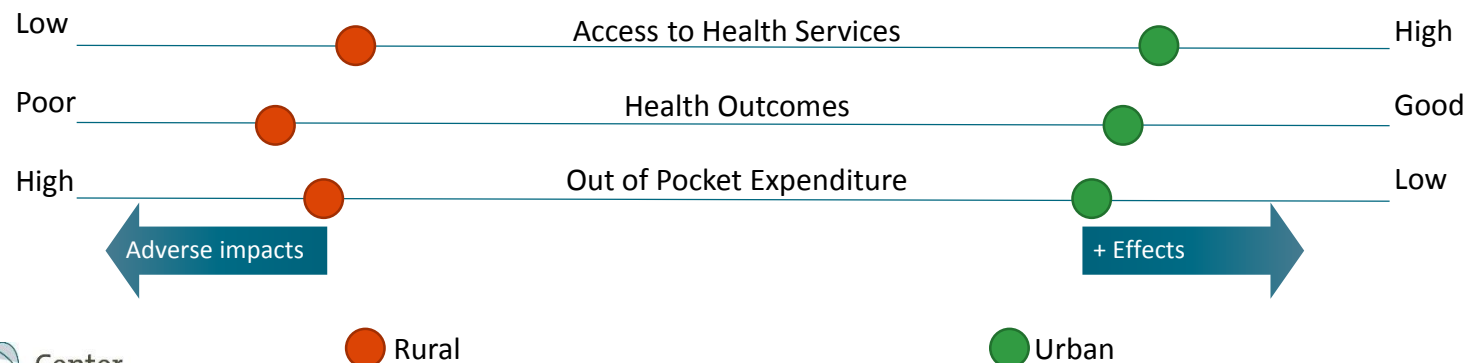 Low Access to Health Services High
Poor Health Outcomes Good
High Out of Pocket Expenditure Low
Adverse impacts + Effects
Rural Urban
Center